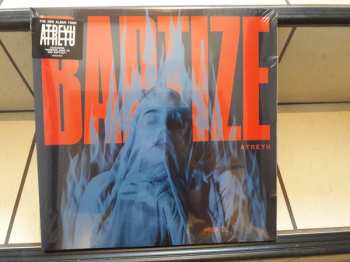 THE NEW ALBUM FROM
ATREYU
BAPTIZE
ATREYU